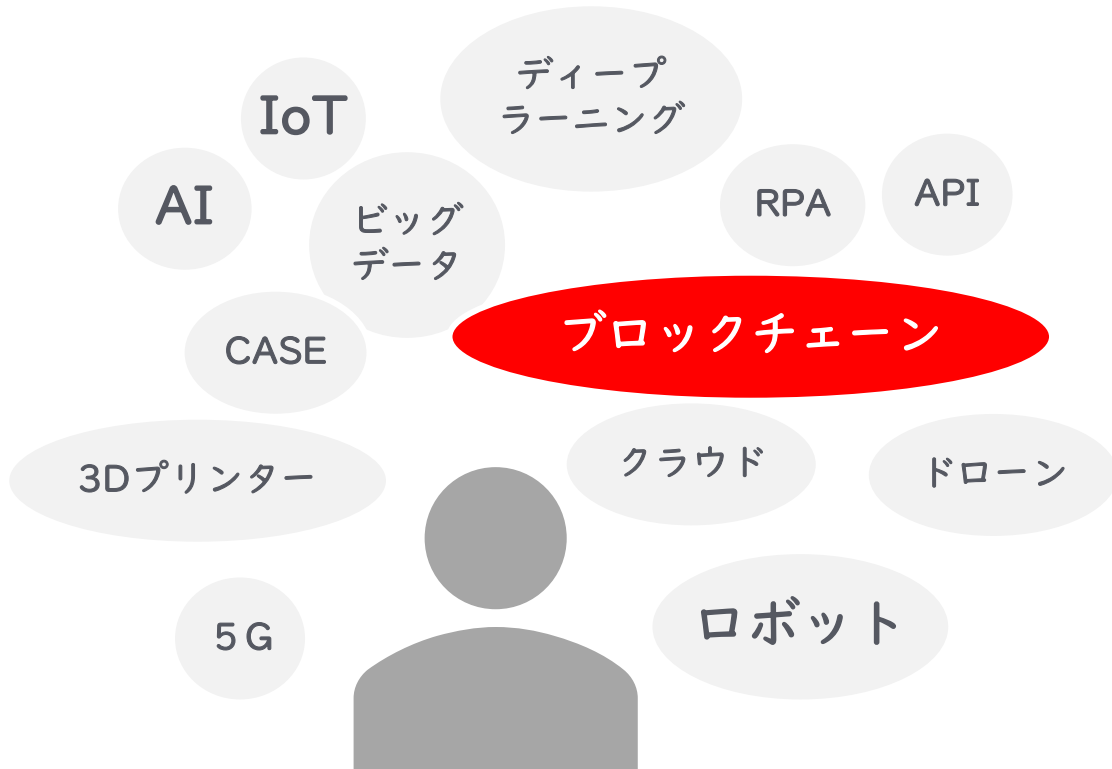 ディープ
ラーニング
IoT
AI
ビッグ
データ
RPA
API
ブロックチェーン
CASE
3Dプリンター
クラウド
ドローン
5G
ロボット